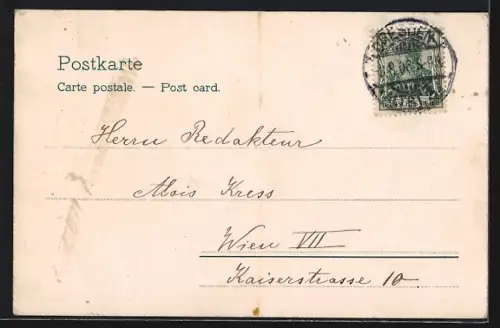 Postkarte
Carte postale. — Post card.
Herrn Redakteur
Alois Kress
Wien VII
Kaiserstrasse 10